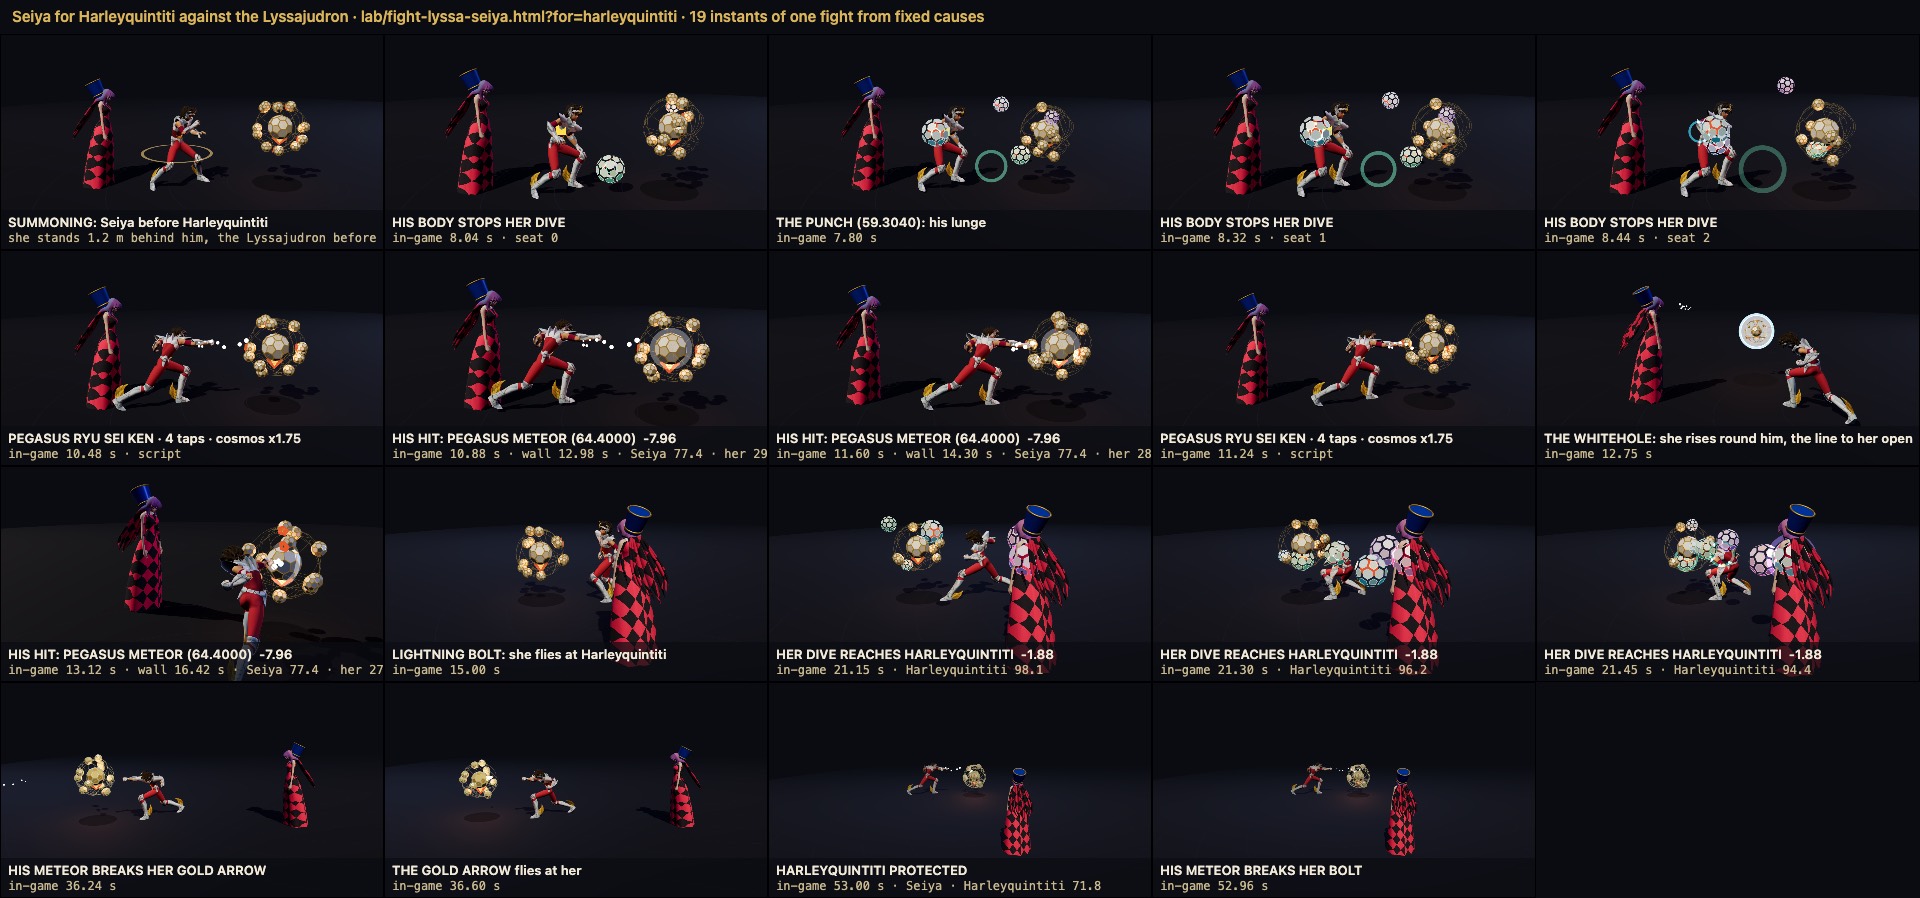 Seiya for Harleyquintiti against the Lyssajudron · lab/fight-lyssa-seiya.html?for=harleyquintiti · 19 instants of one fight from fixed causes
SUMMONING: Seiya before Harleyquintiti
she stands 1.2 m behind him, the Lyssajudron before
HIS BODY STOPS HER DIVE
in-game 8.04 s · seat 0
THE PUNCH (59.3040): his lunge
in-game 7.80 s
HIS BODY STOPS HER DIVE
in-game 8.32 s · seat 1
HIS BODY STOPS HER DIVE
in-game 8.44 s · seat 2
PEGASUS RYU SEI KEN · 4 taps · cosmos x1.75
in-game 10.48 s · script
HIS HIT: PEGASUS METEOR (64.4000) -7.96
in-game 10.88 s · wall 12.98 s · Seiya 77.4 · her 29
HIS HIT: PEGASUS METEOR (64.4000) -7.96
in-game 11.60 s · wall 14.30 s · Seiya 77.4 · her 28
PEGASUS RYU SEI KEN · 4 taps · cosmos x1.75
in-game 11.24 s · script
THE WHITEHOLE: she rises round him, the line to her open
in-game 12.75 s
HIS HIT: PEGASUS METEOR (64.4000) -7.96
in-game 13.12 s · wall 16.42 s · Seiya 77.4 · her 27
LIGHTNING BOLT: she flies at Harleyquintiti
in-game 15.00 s
HER DIVE REACHES HARLEYQUINTITI -1.88
in-game 21.15 s · Harleyquintiti 98.1
HER DIVE REACHES HARLEYQUINTITI -1.88
in-game 21.30 s · Harleyquintiti 96.2
HER DIVE REACHES HARLEYQUINTITI -1.88
in-game 21.45 s · Harleyquintiti 94.4
HIS METEOR BREAKS HER GOLD ARROW
in-game 36.24 s
THE GOLD ARROW flies at her
in-game 36.60 s
HARLEYQUINTITI PROTECTED
in-game 53.00 s · Seiya · Harleyquintiti 71.8
HIS METEOR BREAKS HER BOLT
in-game 52.96 s